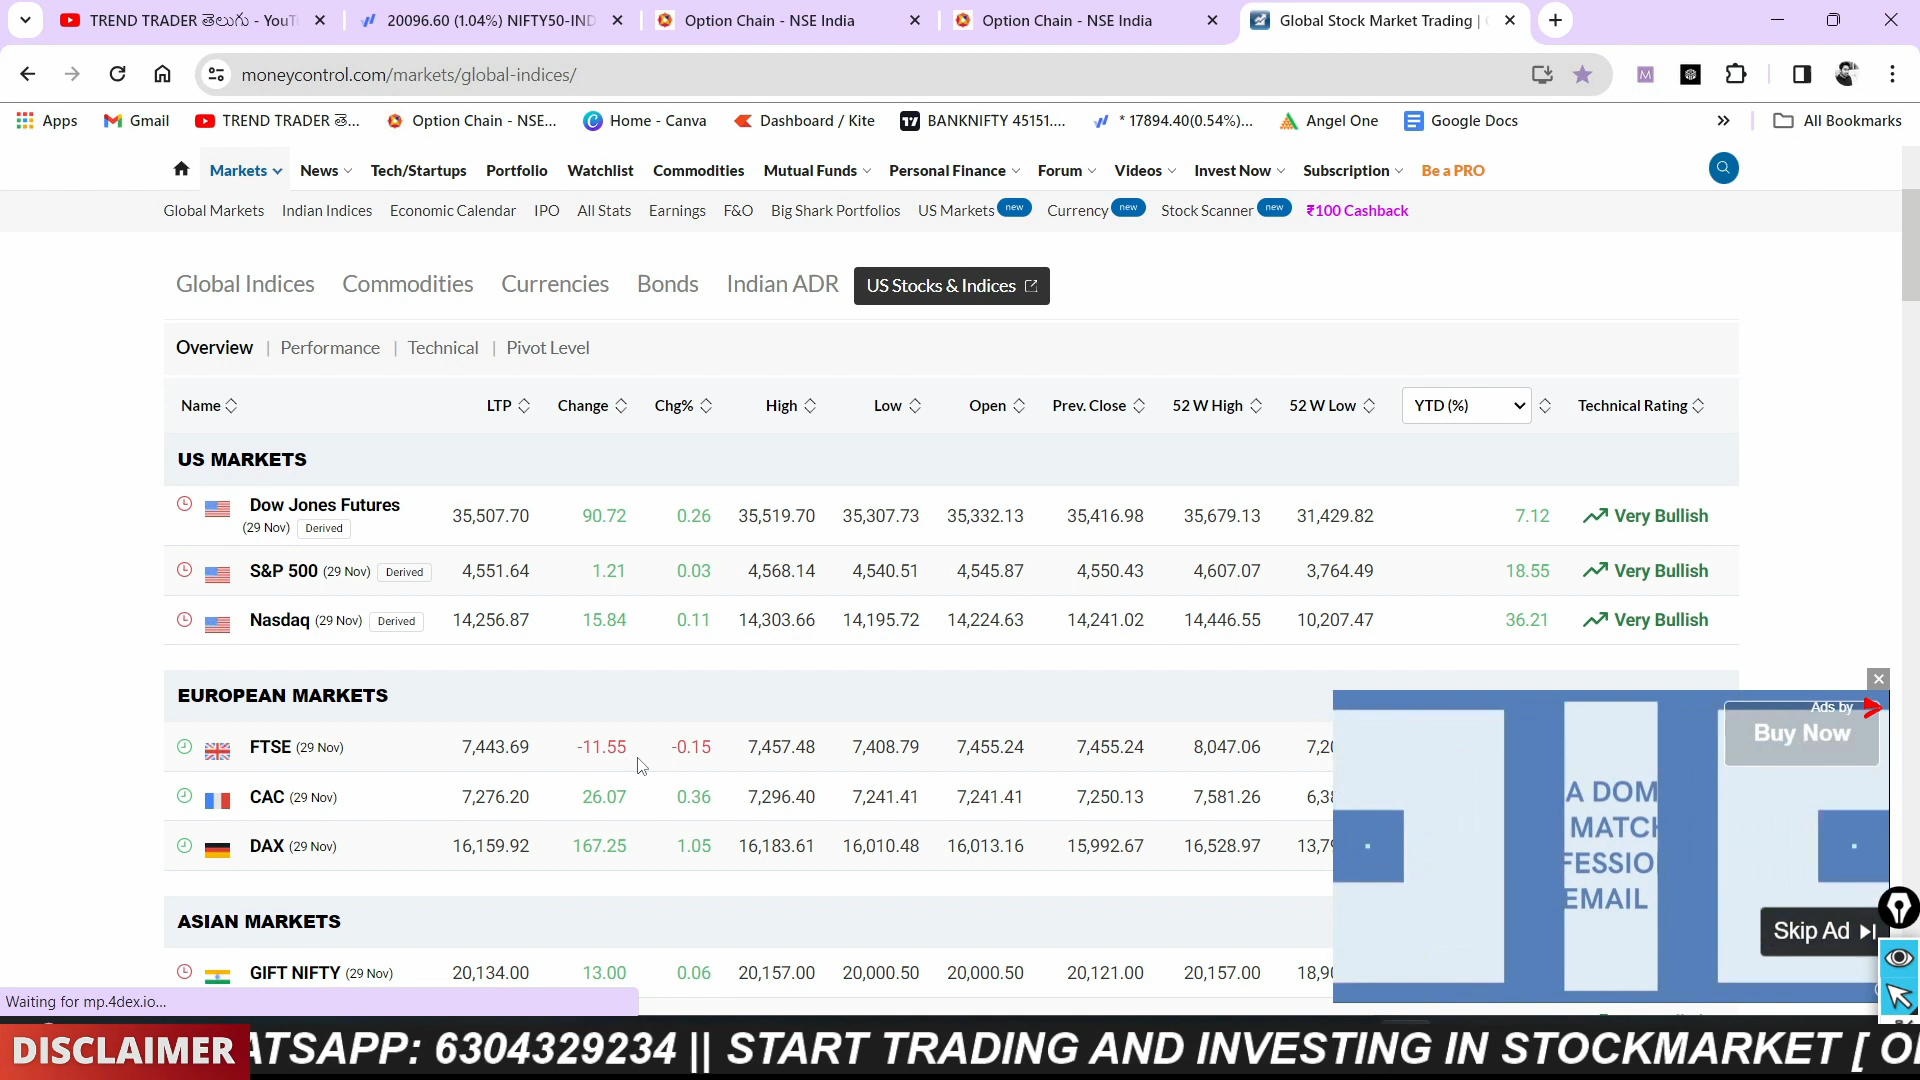 TREND TRADER తెలుగు - YouT
20096.60 (1.04%) NIFTY50-IND
Option Chain - NSE India
Option Chain - NSE India
Global Stock Market Trading |
moneycontrol.com/markets/global-indices/
Apps
Gmail
TREND TRADER తె...
Option Chain - NSE...
Home - Canva
Dashboard / Kite
BANKNIFTY 45151....
* 17894.40(0.54%)...
Angel One
Google Docs
All Bookmarks
Markets
News
Tech/Startups
Portfolio
Watchlist
Commodities
Mutual Funds
Personal Finance
Forum
Videos
Invest Now
Subscription
Be a PRO
Global Markets
Indian Indices
Economic Calendar
IPO
All Stats
Earnings
F&O
Big Shark Portfolios
US Markets new
Currency new
Stock Scanner new
₹100 Cashback
Global Indices
Commodities
Currencies
Bonds
Indian ADR
US Stocks & Indices
Overview | Performance | Technical | Pivot Level
Name LTP Change Chg% High Low Open Prev. Close 52 W High 52 W Low YTD (%) Technical Rating
US MARKETS
Dow Jones Futures
(29 Nov) Derived
35,507.70 90.72 0.26 35,519.70 35,307.73 35,332.13 35,416.98 35,679.13 31,429.82 7.12 Very Bullish
S&P 500 (29 Nov) Derived 4,551.64 1.21 0.03 4,568.14 4,540.51 4,545.87 4,550.43 4,607.07 3,764.49 18.55 Very Bullish
Nasdaq (29 Nov) Derived 14,256.87 15.84 0.11 14,303.66 14,195.72 14,224.63 14,241.02 14,446.55 10,207.47 36.21 Very Bullish
EUROPEAN MARKETS
FTSE (29 Nov) 7,443.69 -11.55 -0.15 7,457.48 7,408.79 7,455.24 7,455.24 8,047.06 7,20
CAC (29 Nov) 7,276.20 26.07 0.36 7,296.40 7,241.41 7,241.41 7,250.13 7,581.26 6,38
DAX (29 Nov) 16,159.92 167.25 1.05 16,183.61 16,010.48 16,013.16 15,992.67 16,528.97 13,79
ASIAN MARKETS
GIFT NIFTY (29 Nov) 20,134.00 13.00 0.06 20,157.00 20,000.50 20,000.50 20,121.00 20,157.00 18,90
Ads by
Buy Now
A DOM
MATCH
FESSIO
EMAIL
Skip Ad
Waiting for mp.4dex.io...
DISCLAIMER
ATSAPP: 6304329234 || START TRADING AND INVESTING IN STOCKMARKET [ O